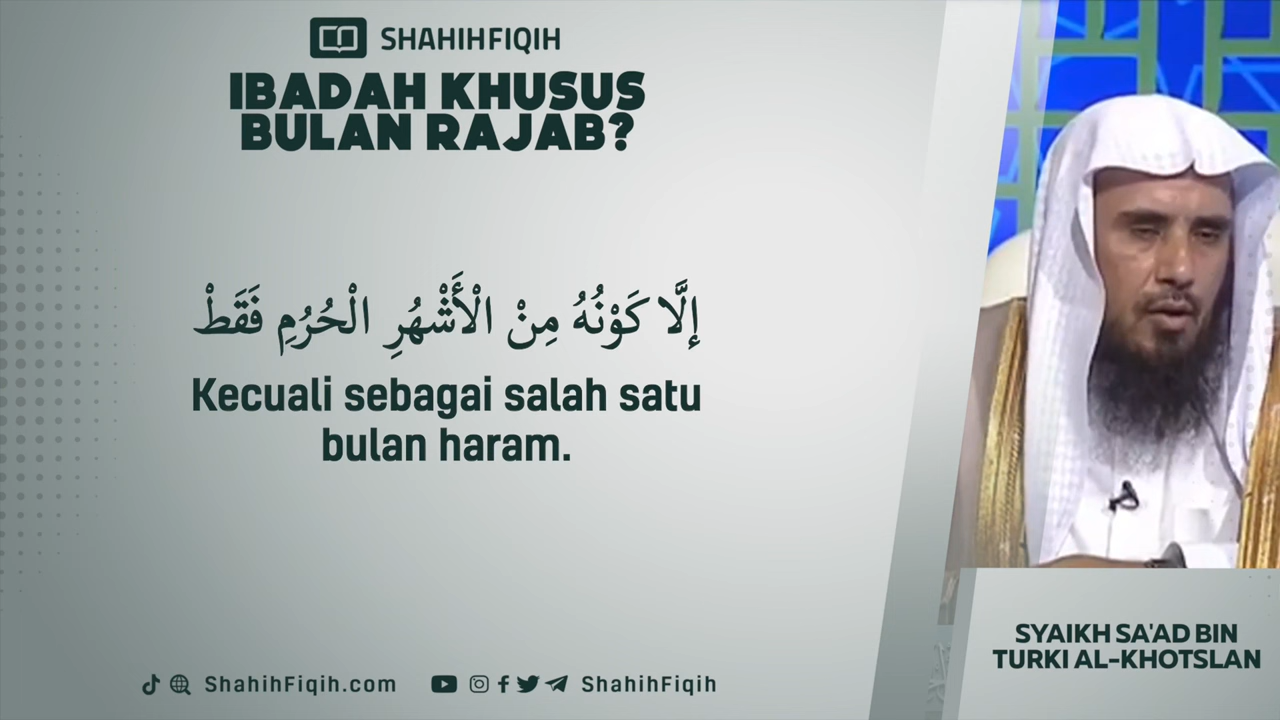 SHAHIHFIQIH
IBADAH KHUSUS
BULAN RAJAB?
إِلَّا كَوْنُهُ مِنْ الْأَشْهُرِ الْحُرُمِ فَقَطْ
Kecuali sebagai salah satu
bulan haram.
SYAIKH SA'AD BIN
TURKI AL-KHOTSLAN
ShahihFiqih.com ShahihFiqih